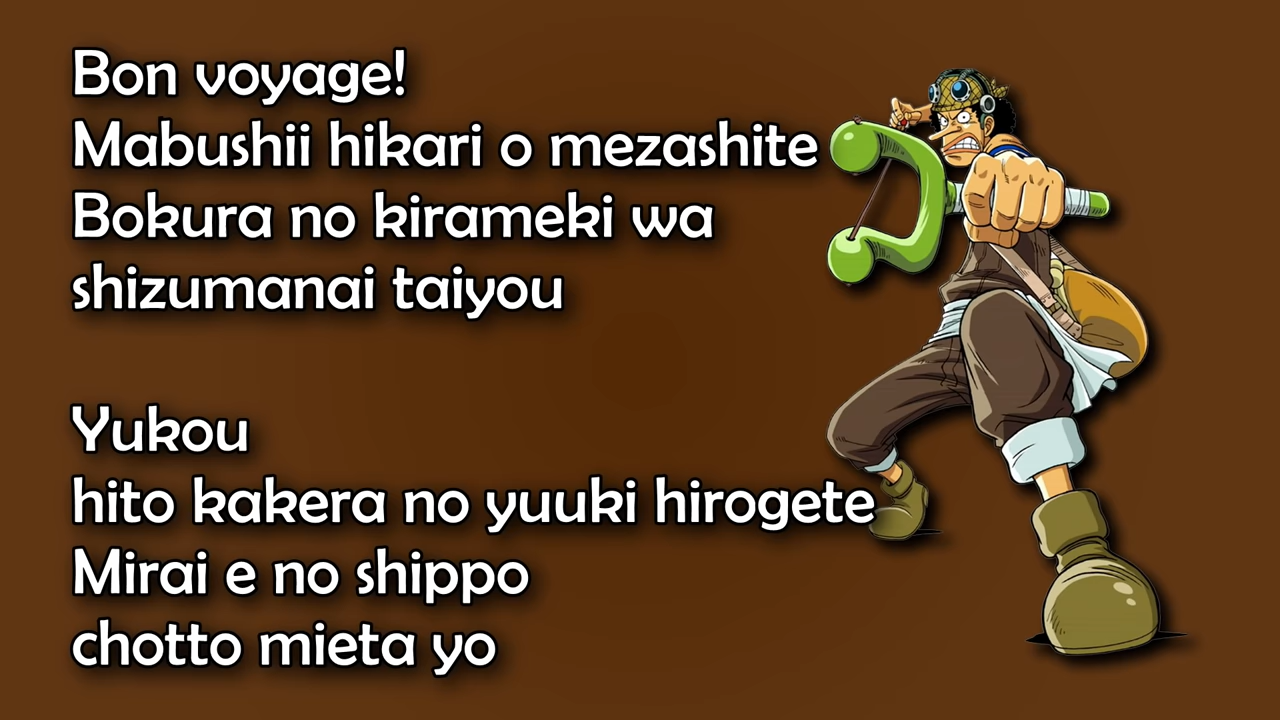 Bon voyage!
Mabushii hikari o mezashite
Bokura no kirameki wa
shizumanai taiyou
Yukou
hito kakera no yuuki hirogete
Mirai e no shippo
chotto mieta yo